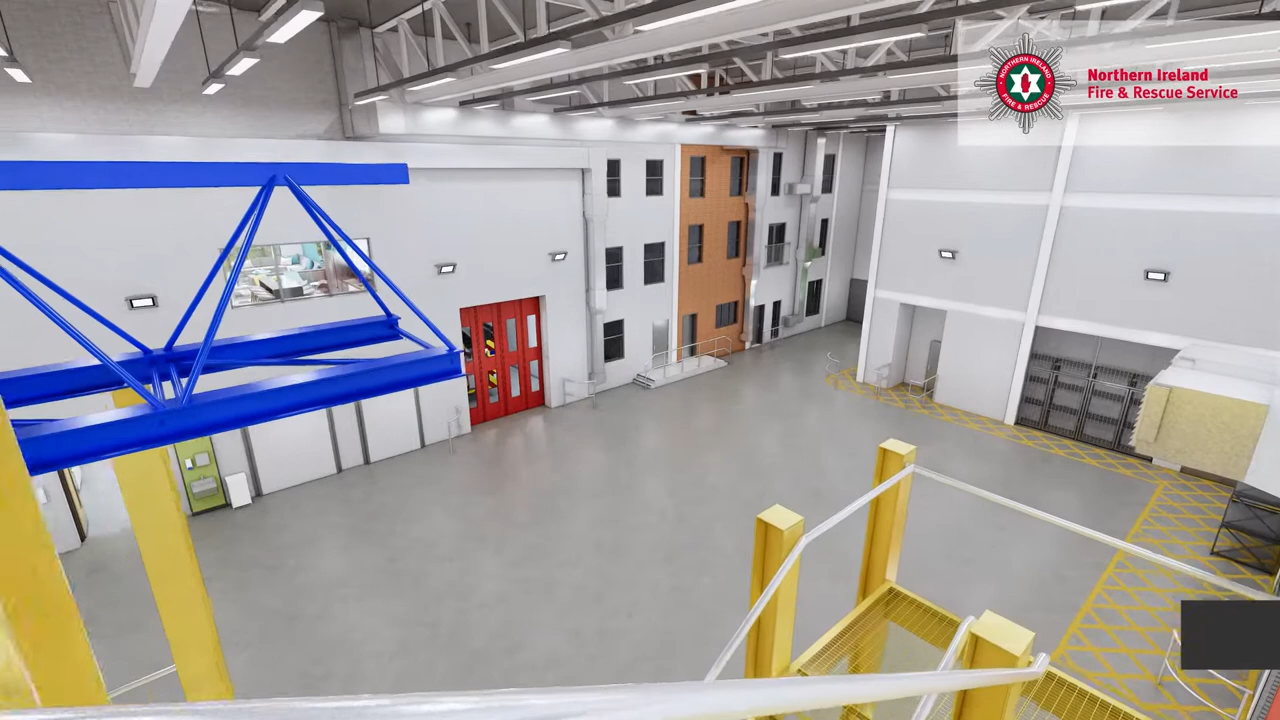 NORTHERN IRELAND
FIRE & RESCUE
Northern Ireland
Fire & Rescue Service